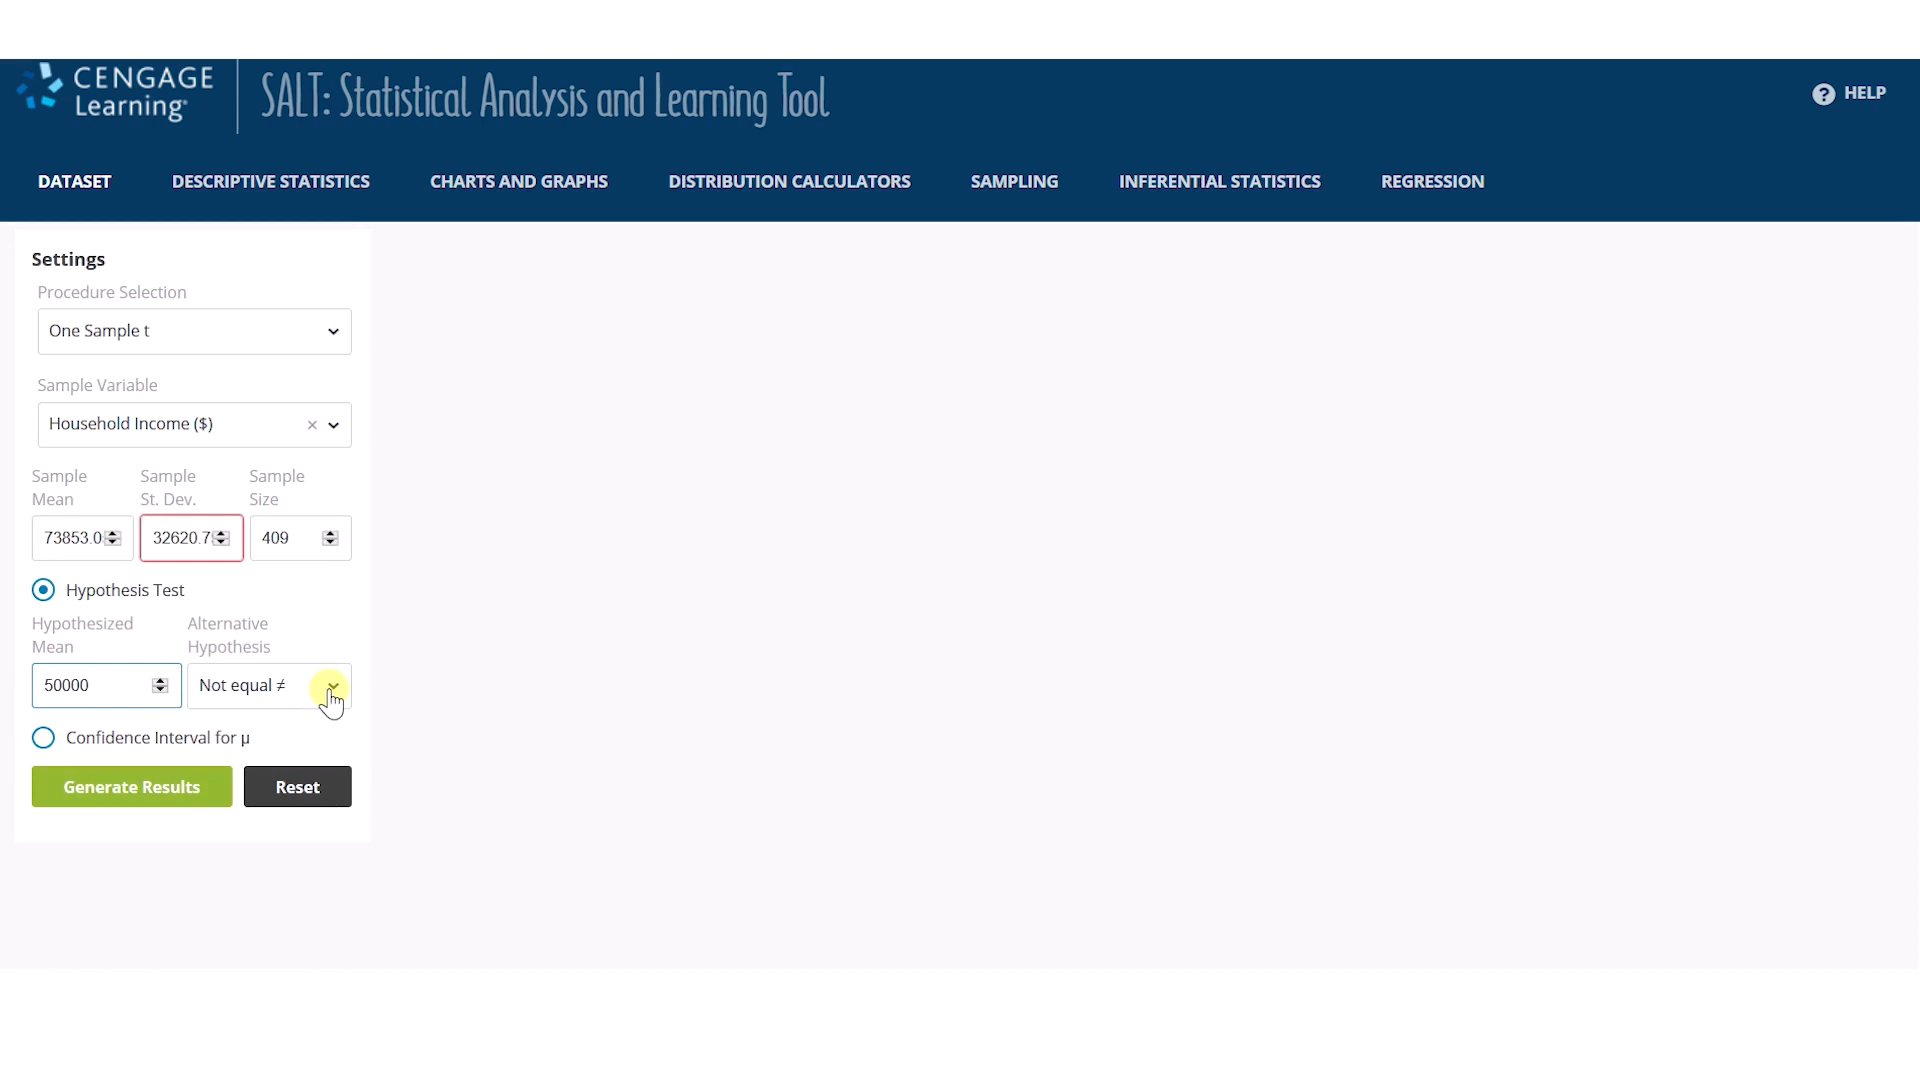 CENGAGE
Learning
SALT: Statistical Analysis and Learning Tool
HELP
DATASET DESCRIPTIVE STATISTICS CHARTS AND GRAPHS DISTRIBUTION CALCULATORS SAMPLING INFERENTIAL STATISTICS REGRESSION
Settings
Procedure Selection
One Sample t
Sample Variable
Household Income ($)
Sample Mean
Sample St. Dev.
Sample Size
73853.0 32620.7 409
Hypothesis Test
Hypothesized Mean
Alternative Hypothesis
50000 Not equal ≠
Confidence Interval for μ
Generate Results Reset